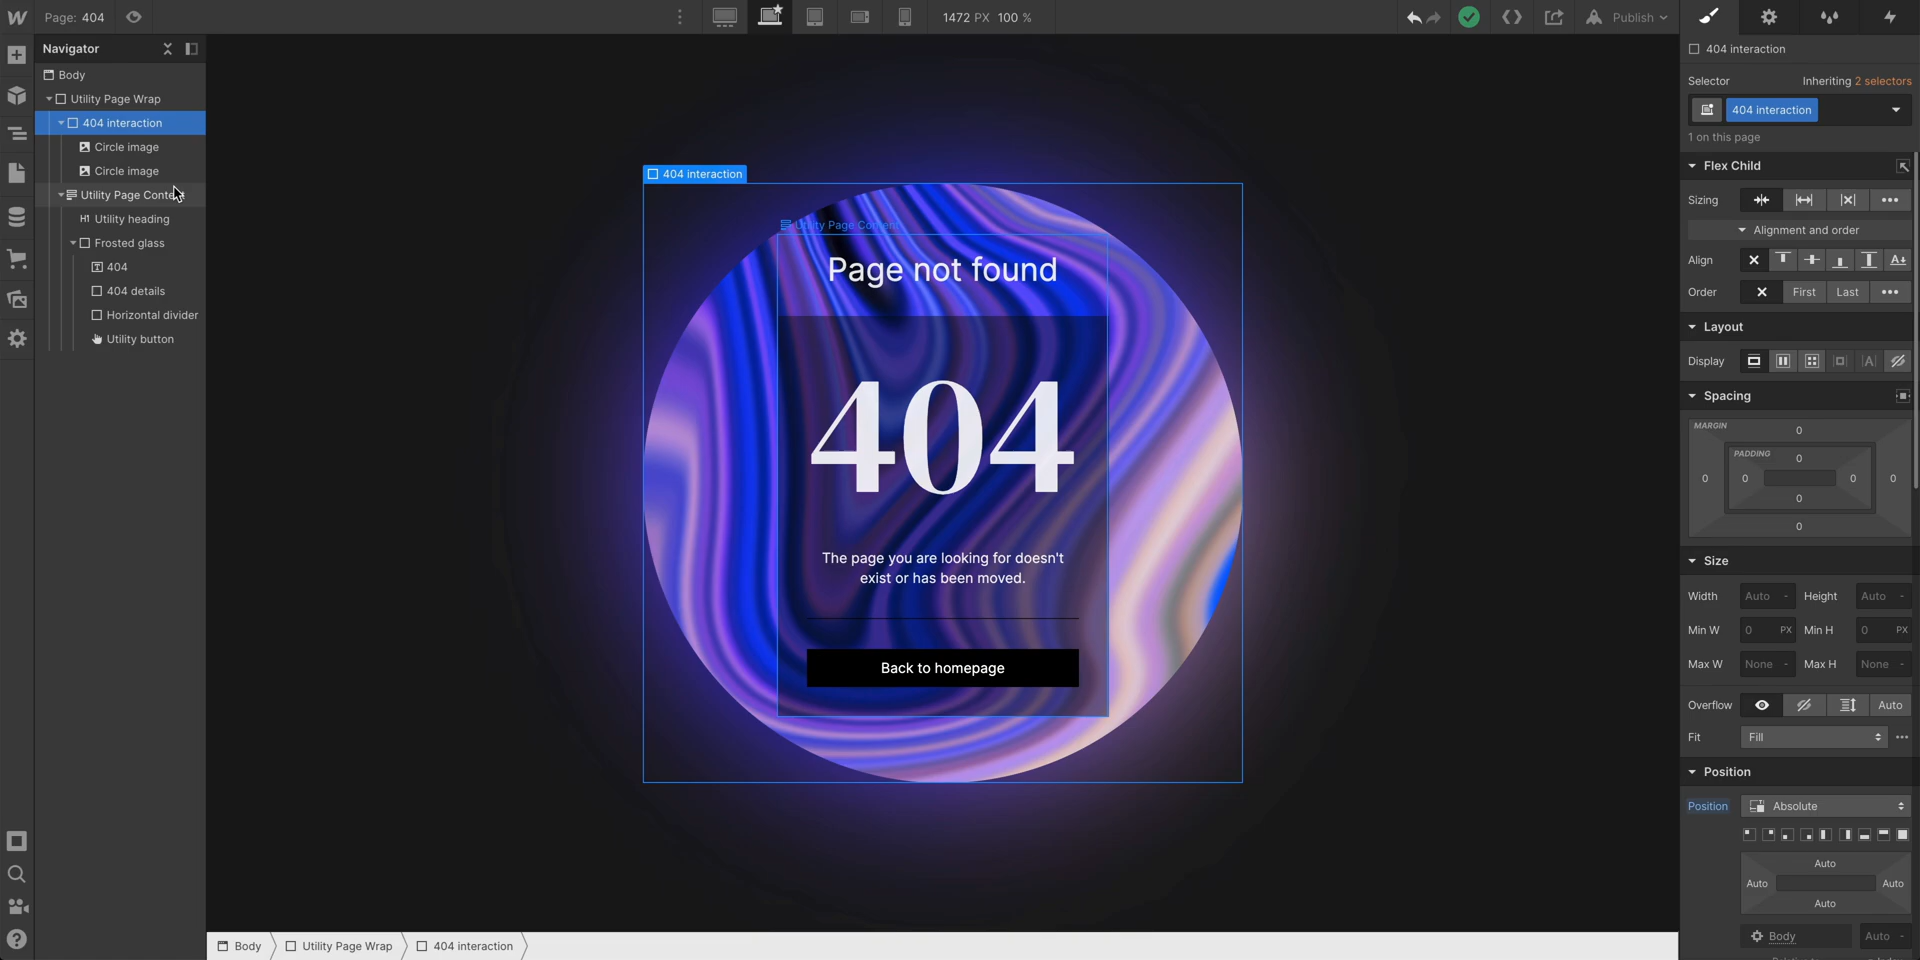 Page: 404
1472 PX 100 %
Publish
Navigator
Body
Utility Page Wrap
404 interaction
Circle image
Circle image
Utility Page Content
H1 Utility heading
Frosted glass
404
404 details
Horizontal divider
Utility button
404 interaction
Utility Page Content
Page not found
404
The page you are looking for doesn't
exist or has been moved.
Back to homepage
Body
Utility Page Wrap
404 interaction
404 interaction
Selector Inheriting 2 selectors
404 interaction
1 on this page
Flex Child
Sizing
Alignment and order
Align
Order First Last
Layout
Display
Spacing
MARGIN
0
PADDING
0
0 0 0 0
0
0
Size
Width Auto - Height Auto -
Min W 0 PX Min H 0 PX
Max W None - Max H None -
Overflow Auto
Fit Fill
Position
Position Absolute
Auto
Auto Auto
Auto
Body Auto -